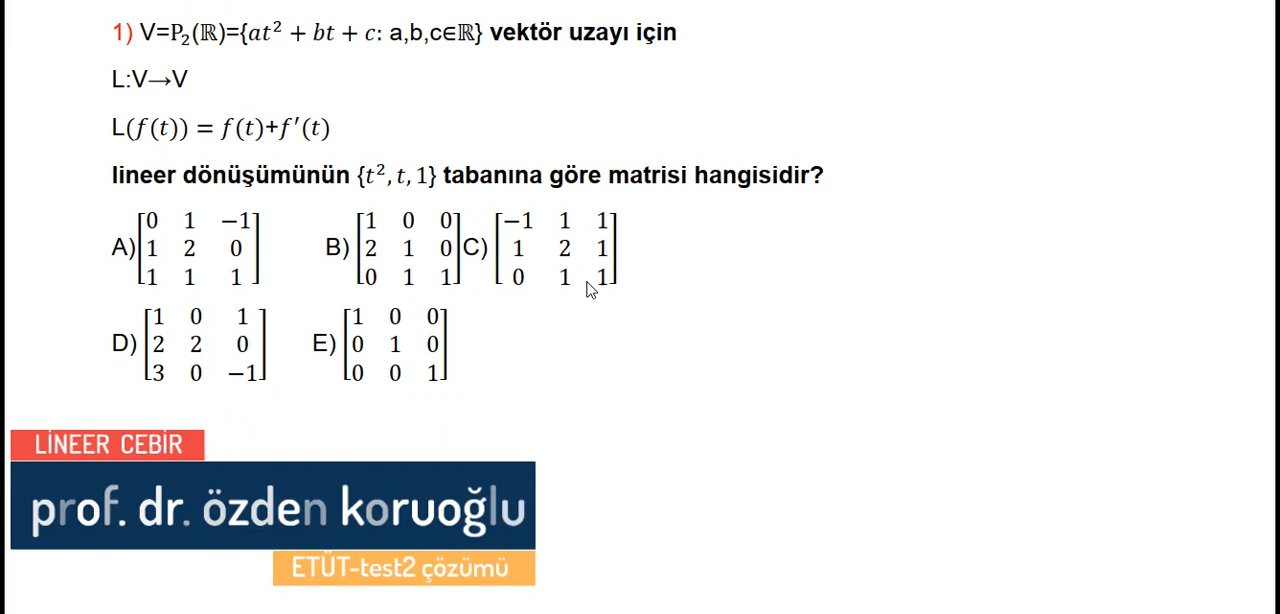 1) V=P₂(ℝ)={at² + bt + c: a,b,c∈ℝ} vektör uzayı için
L:V→V
L(f(t)) = f(t)+f′(t)
lineer dönüşümünün {t², t, 1} tabanına göre matrisi hangisidir?
A) [0 1 −1; 1 2 0; 1 1 1] B) [1 0 0; 2 1 0; 0 1 1] C) [−1 1 1; 1 2 1; 0 1 1]
D) [1 0 1; 2 2 0; 3 0 −1] E) [1 0 0; 0 1 0; 0 0 1]
LİNEER CEBİR
prof. dr. özden koruoğlu
ETÜT-test2 çözümü